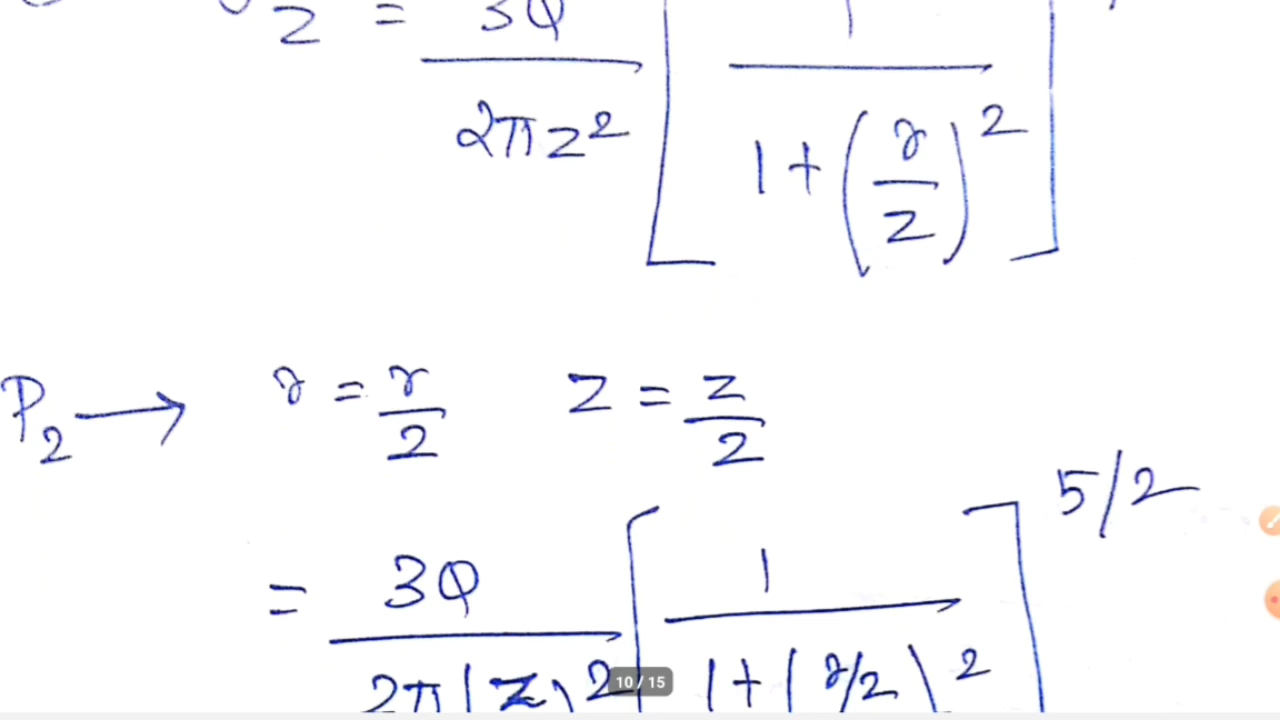 z = 3Q / 2πz² [ 1 / 1+(r/z)² ]
P₂ → r = r/2 z = z/2
= 3Q / 2π(z )² [ 1 / 1+(r/2 )² ]^5/2
10 / 15